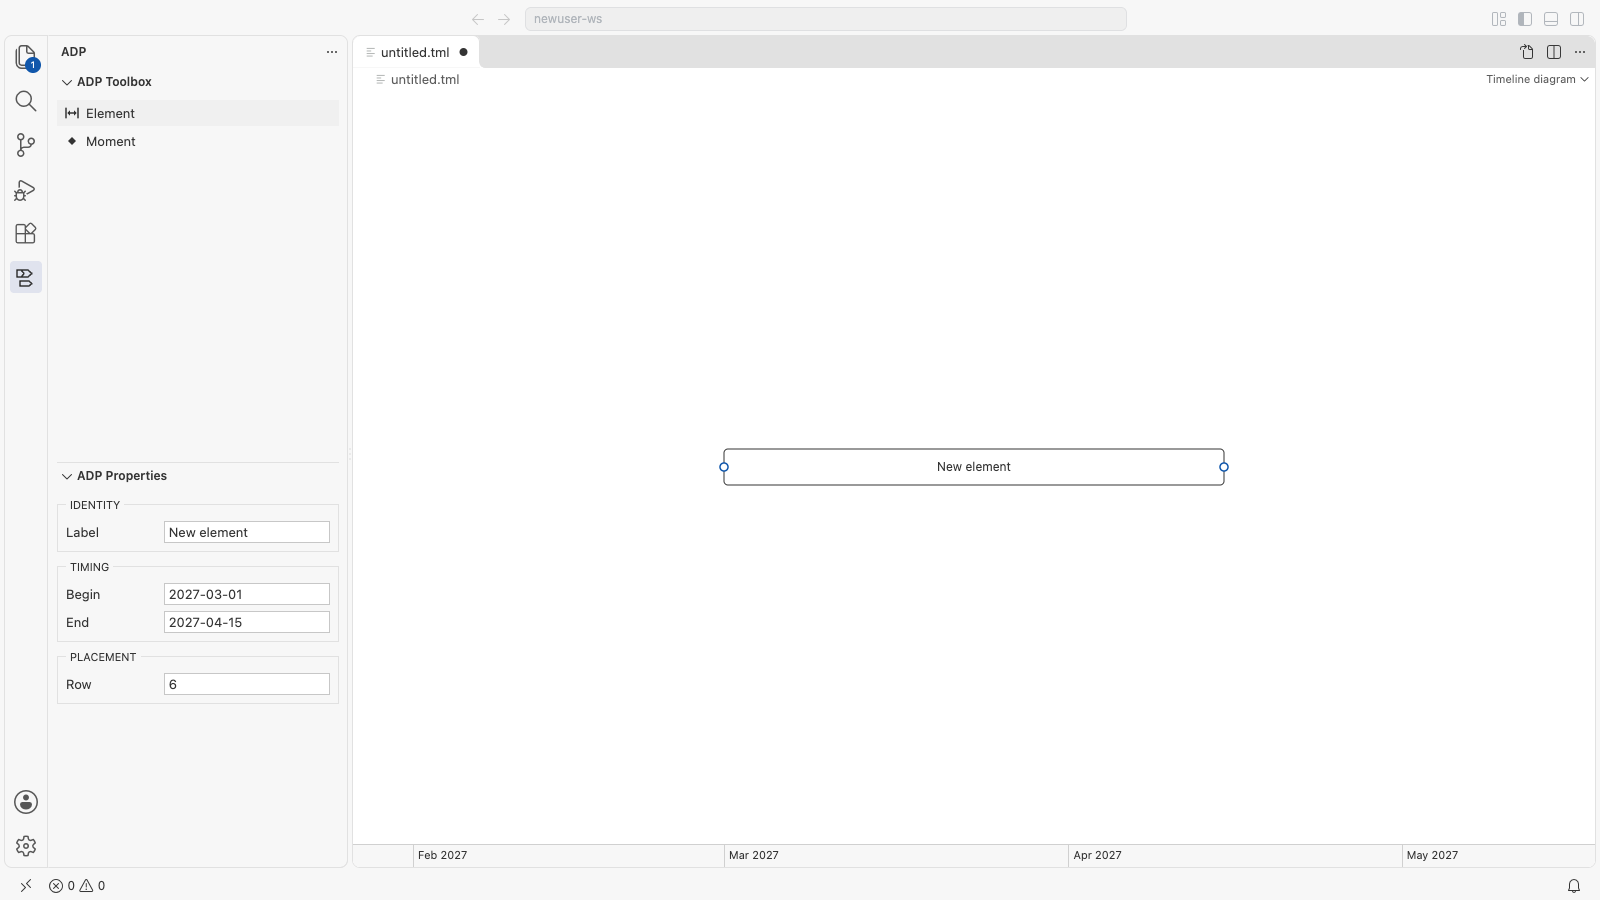 newuser-ws
1
ADP
ADP Toolbox
Element
Moment
ADP Properties
IDENTITY
Label New element
TIMING
Begin 2027-03-01
End 2027-04-15
PLACEMENT
Row 6
untitled.tml
untitled.tml
Timeline diagram
New element
Feb 2027 Mar 2027 Apr 2027 May 2027
0 0